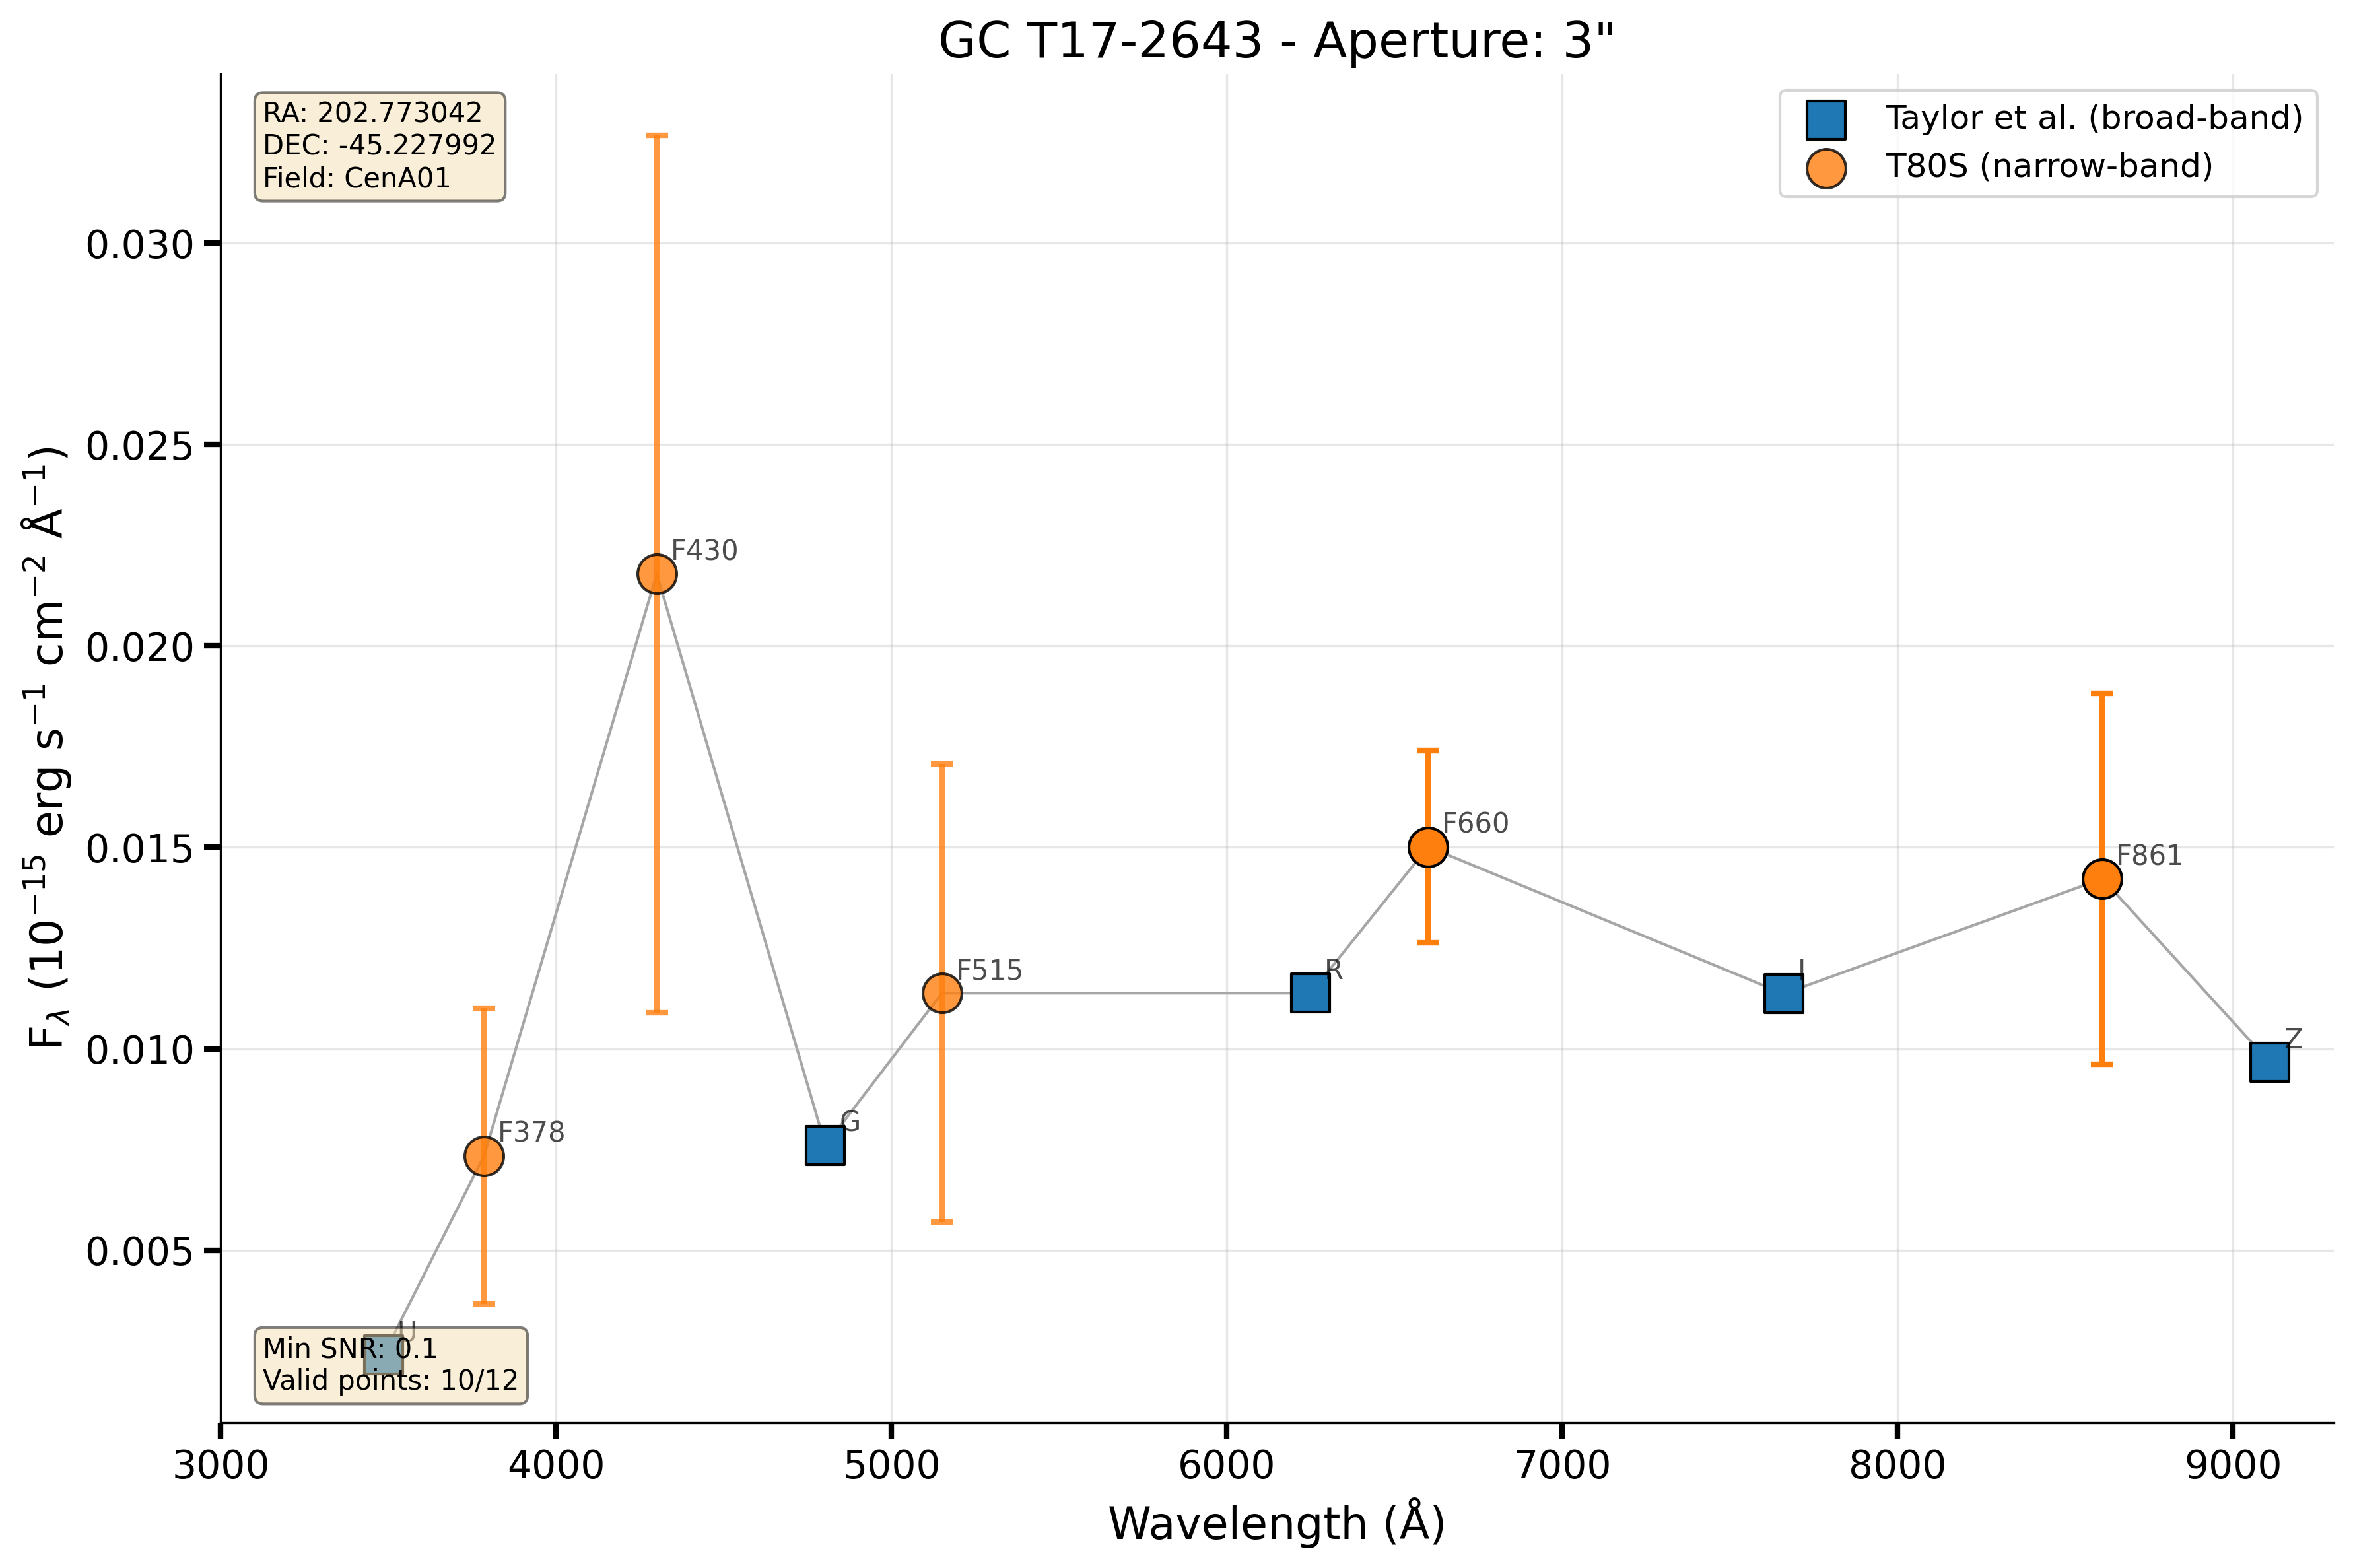 GC T17-2643 - Aperture: 3"
RA: 202.773042
DEC: -45.227992
Field: CenA01
Taylor et al. (broad-band)
T80S (narrow-band)
F_λ (10⁻¹⁵ erg s⁻¹ cm⁻² Å⁻¹)
0.030
0.025
0.020
0.015
0.010
0.005
F430
F660
F861
F515
R
I
Z
G
F378
U
Min SNR: 0.1
Valid points: 10/12
3000 4000 5000 6000 7000 8000 9000
Wavelength (Å)